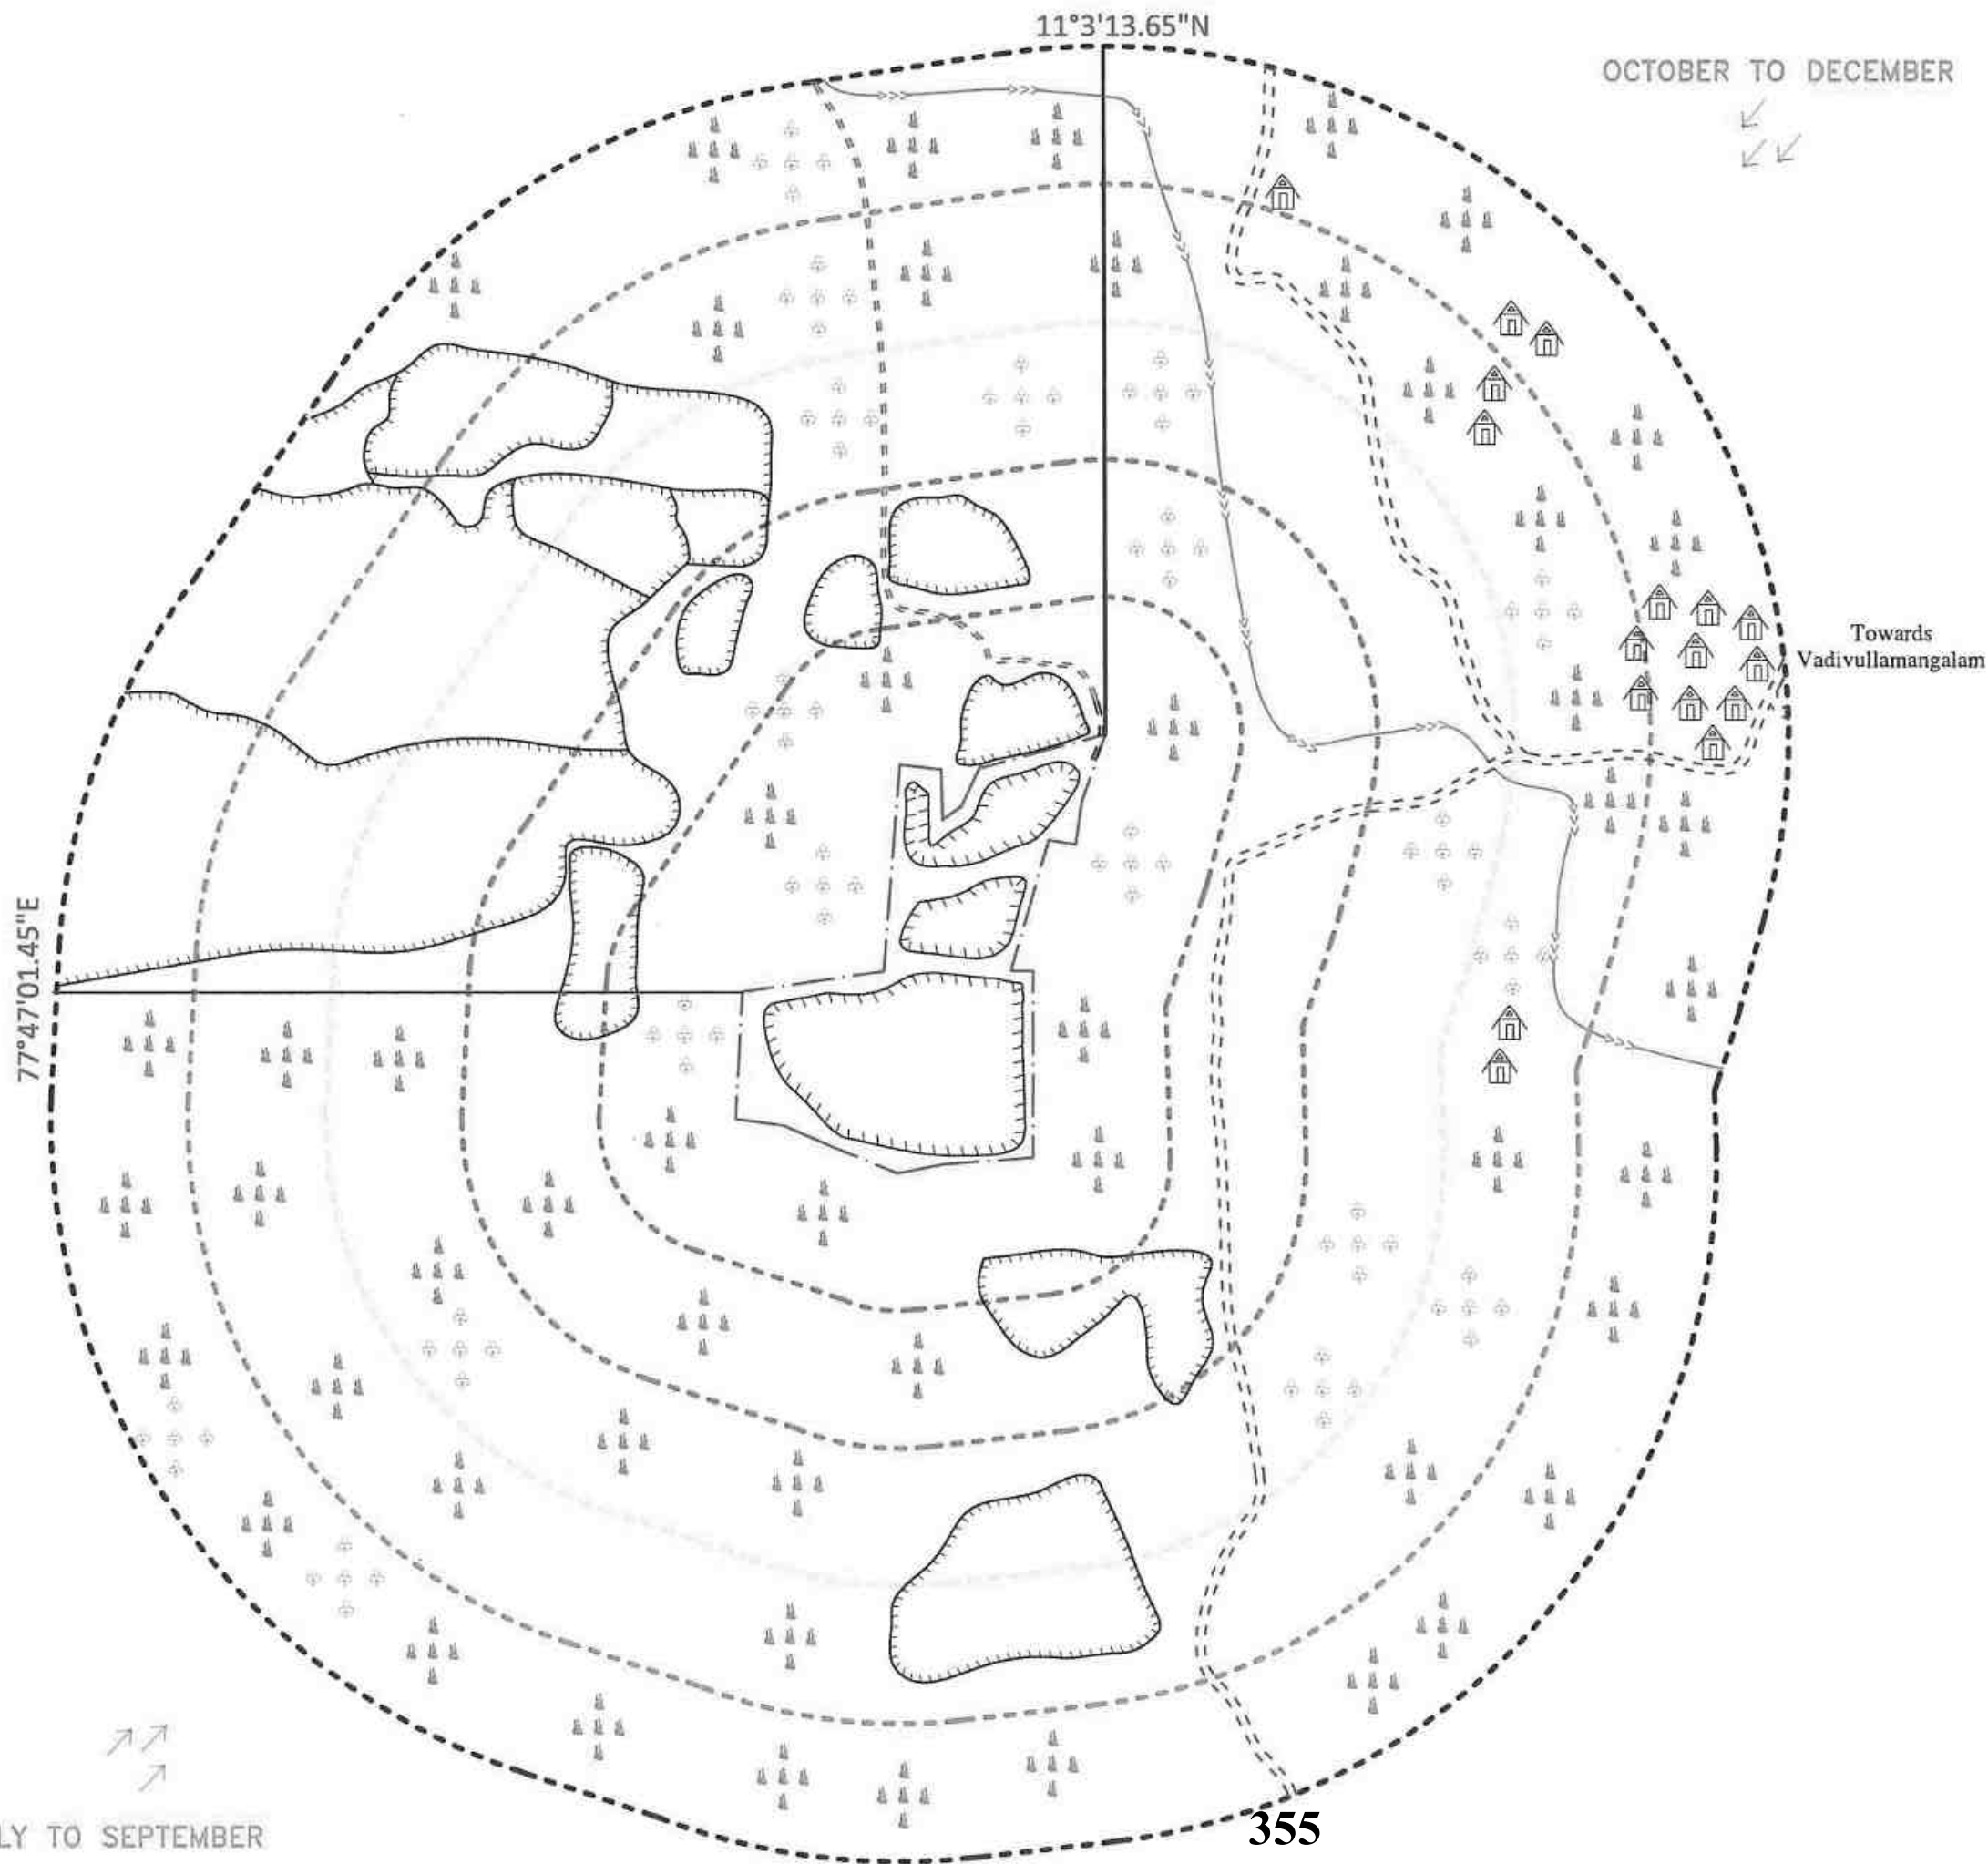 11°3'13.65"N
OCTOBER TO DECEMBER
Towards
Vadivullamangalam
77°47'01.45"E
LY TO SEPTEMBER
355